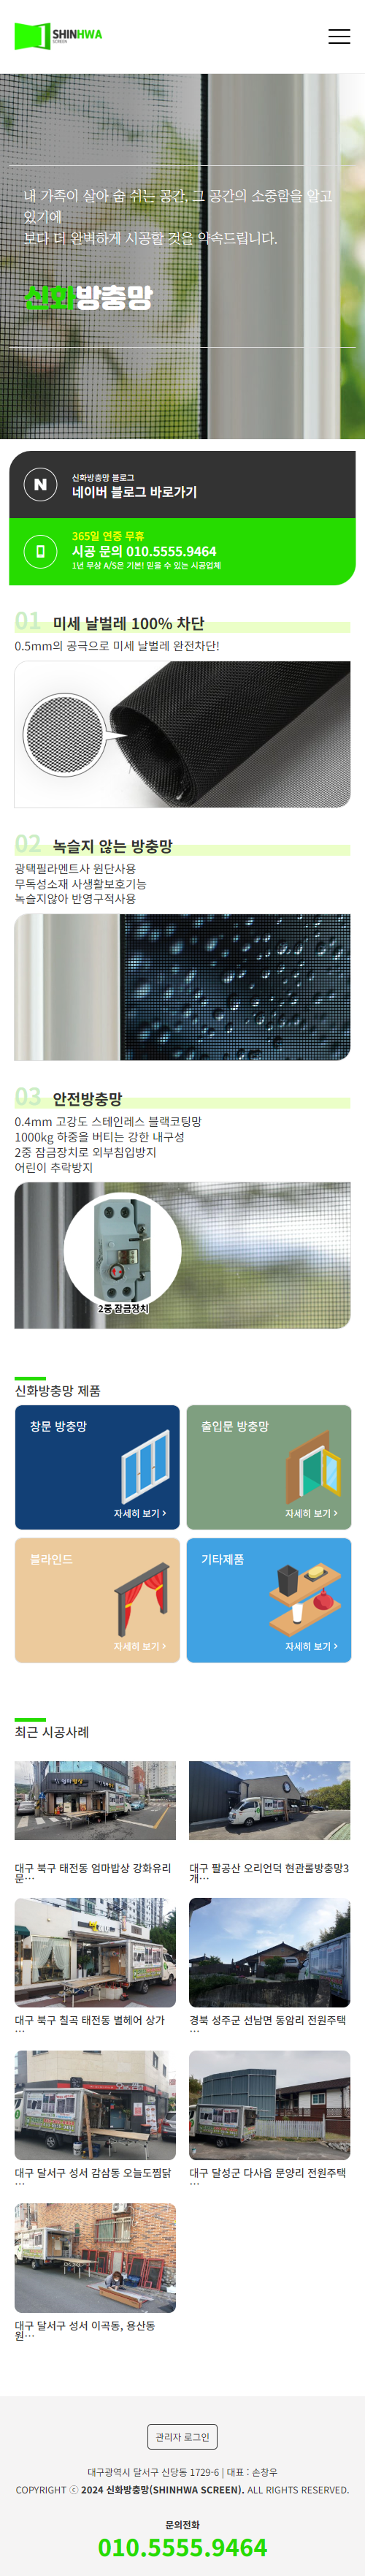 SHINHWA
SCREEN
내 가족이 살아 숨 쉬는 공간, 그 공간의 소중함을 알고
있기에
보다 더 완벽하게 시공할 것을 약속드립니다.
신화방충망
N
신화방충망 블로그
네이버 블로그 바로가기
365일 연중 무휴
시공 문의 010.5555.9464
1년 무상 A/S은 기본! 믿을 수 있는 시공업체
01 미세 날벌레 100% 차단
0.5mm의 공극으로 미세 날벌레 완전차단!
02 녹슬지 않는 방충망
광택필라멘트사 원단사용
무독성소재 사생활보호기능
녹슬지않아 반영구적사용
03 안전방충망
0.4mm 고강도 스테인레스 블랙코팅망
1000kg 하중을 버티는 강한 내구성
2중 잠금장치로 외부침입방지
어린이 추락방지
2중 잠금장치
신화방충망 제품
창문 방충망
자세히 보기 >
출입문 방충망
자세히 보기 >
블라인드
자세히 보기 >
기타제품
자세히 보기 >
최근 시공사례
대구 북구 태전동 엄마밥상 강화유리
문…
대구 팔공산 오리언덕 현관롤방충망3
개…
대구 북구 칠곡 태전동 별헤어 상가
…
경북 성주군 선남면 동암리 전원주택
…
대구 달서구 성서 감삼동 오늘도찜닭
…
대구 달성군 다사읍 문양리 전원주택
…
대구 달서구 성서 이곡동, 용산동
원…
관리자 로그인
대구광역시 달서구 신당동 1729-6 | 대표 : 손창우
COPYRIGHT ⓒ 2024 신화방충망(SHINHWA SCREEN). ALL RIGHTS RESERVED.
문의전화
010.5555.9464